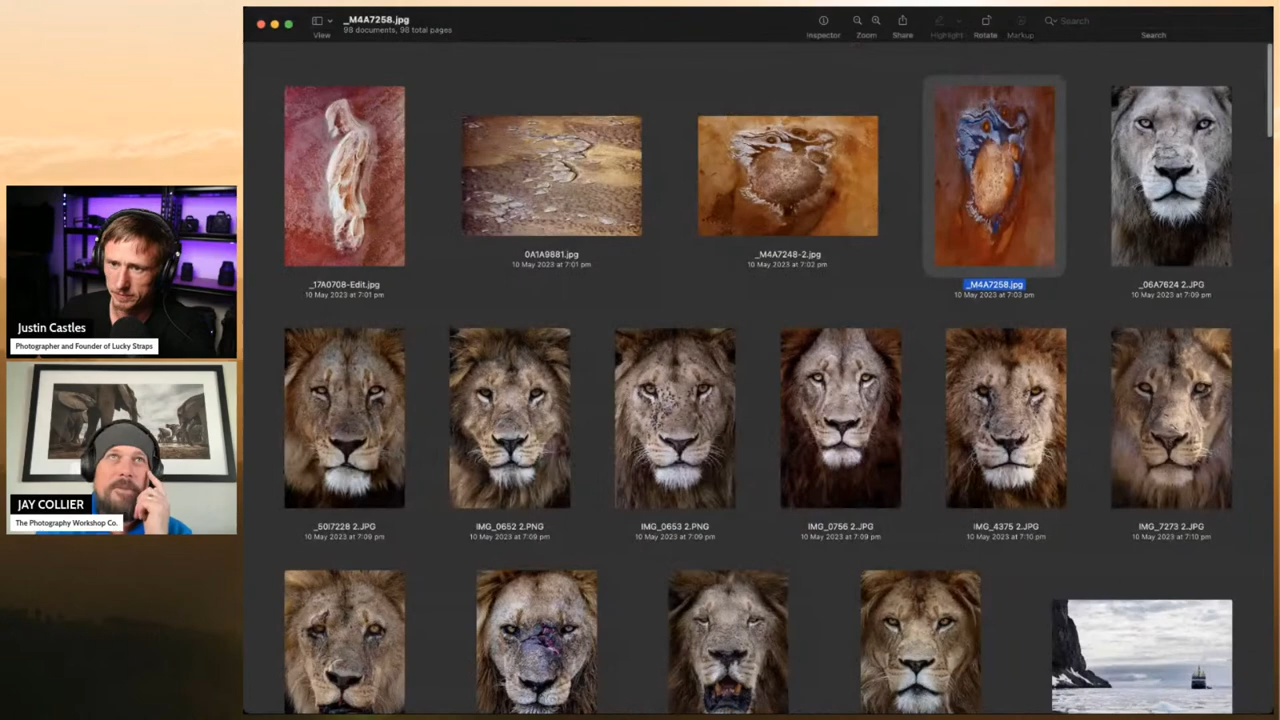 _M4A7258.jpg
98 documents, 98 total pages
View
Inspector
Zoom
Share
Highlight
Rotate
Markup
Search
Search
_17A0708-Edit.jpg
10 May 2023 at 7:01 pm
0A1A9881.jpg
10 May 2023 at 7:01 pm
_M4A7248-2.jpg
10 May 2023 at 7:02 pm
_M4A7258.jpg
10 May 2023 at 7:03 pm
_06A7624 2.JPG
10 May 2023 at 7:09 pm
_50I7228 2.JPG
10 May 2023 at 7:09 pm
IMG_0652 2.PNG
10 May 2023 at 7:09 pm
IMG_0653 2.PNG
10 May 2023 at 7:09 pm
IMG_0756 2.JPG
10 May 2023 at 7:09 pm
IMG_4375 2.JPG
10 May 2023 at 7:10 pm
IMG_7273 2.JPG
10 May 2023 at 7:10 pm
Justin Castles
Photographer and Founder of Lucky Straps
JAY COLLIER
The Photography Workshop Co.